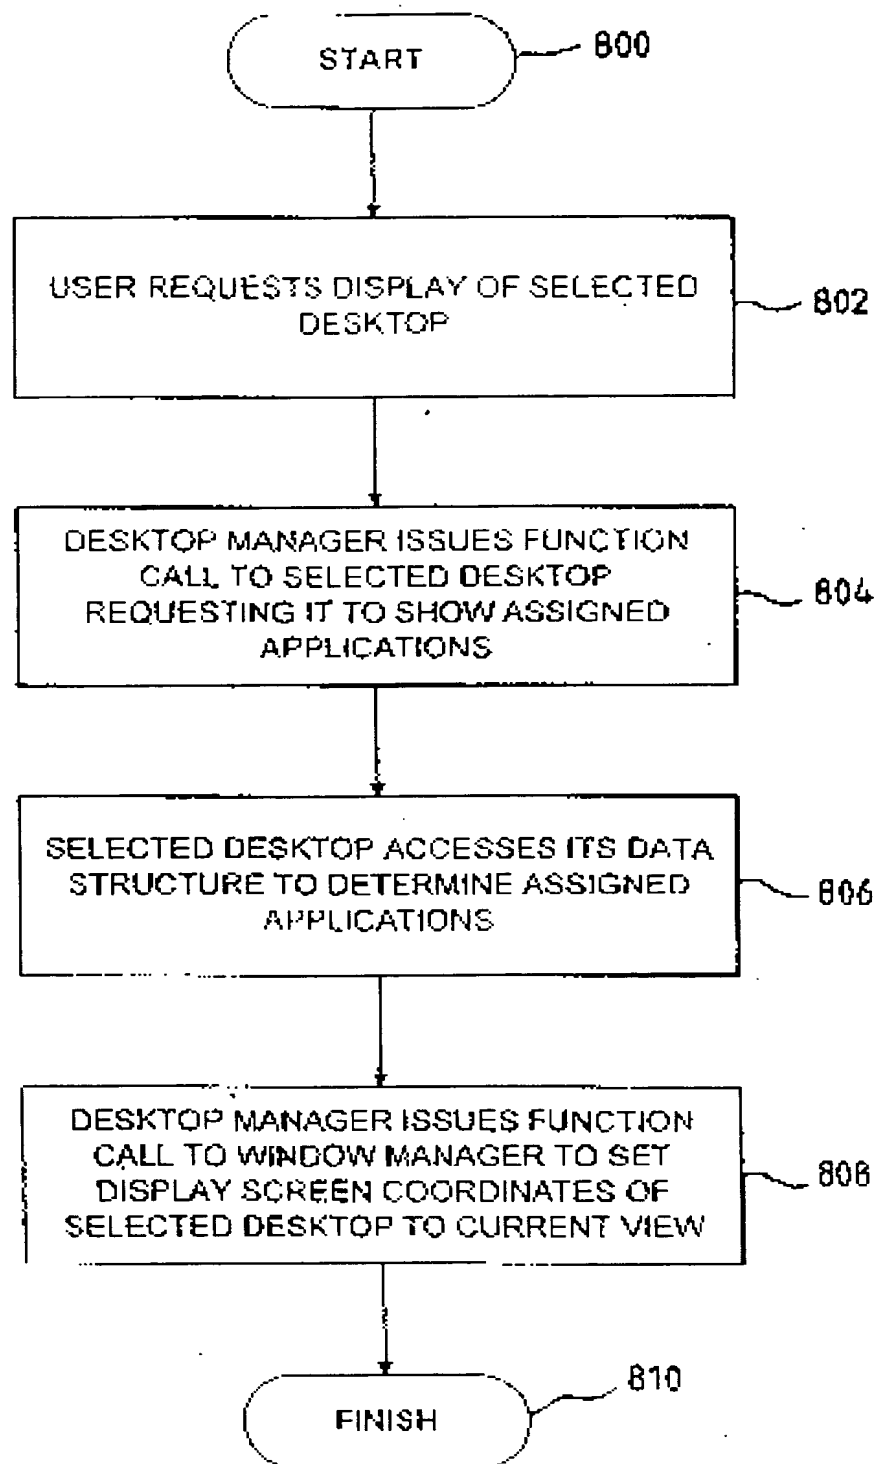 START
800
USER REQUESTS DISPLAY OF SELECTED
DESKTOP
802
DESKTOP MANAGER ISSUES FUNCTION
CALL TO SELECTED DESKTOP
REQUESTING IT TO SHOW ASSIGNED
APPLICATIONS
804
SELECTED DESKTOP ACCESSES ITS DATA
STRUCTURE TO DETERMINE ASSIGNED
APPLICATIONS
806
DESKTOP MANAGER ISSUES FUNCTION
CALL TO WINDOW MANAGER TO SET
DISPLAY SCREEN COORDINATES OF
SELECTED DESKTOP TO CURRENT VIEW
808
FINISH
810